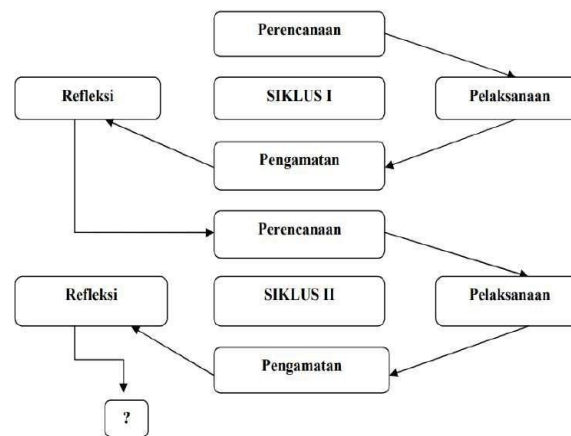 Perencanaan
Refleksi
SIKLUS I
Pelaksanaan
Pengamatan
Perencanaan
Refleksi
SIKLUS II
Pelaksanaan
Pengamatan
?